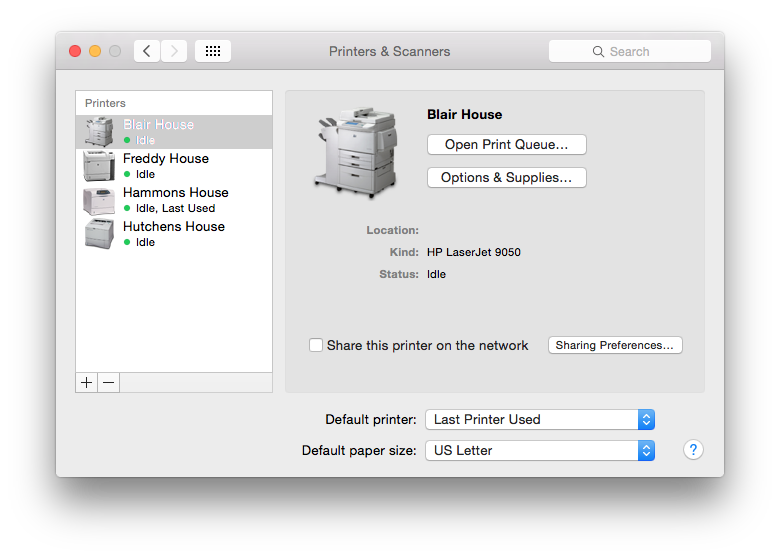 Printers & Scanners
Search
Printers
Blair House
Idle
Freddy House
Idle
Hammons House
Idle, Last Used
Hutchens House
Idle
Blair House
Open Print Queue...
Options & Supplies...
Location:
Kind: HP LaserJet 9050
Status: Idle
Share this printer on the network
Sharing Preferences...
Default printer: Last Printer Used
Default paper size: US Letter
?